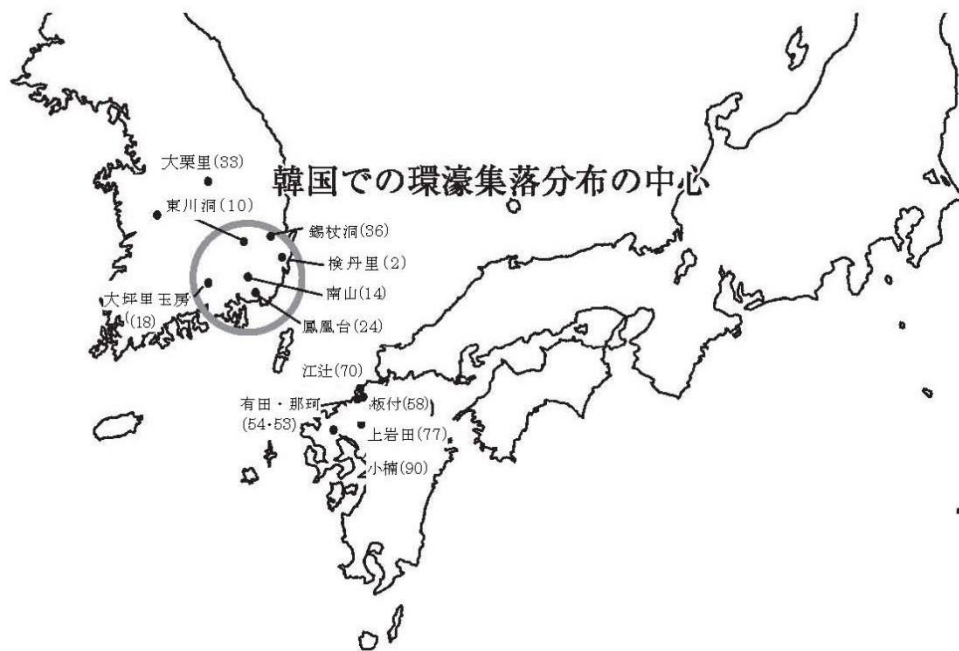 大栗里(33)
韓国での環濠集落分布の中心
東川洞(10)
錫杖洞(36)
検丹里(2)
南山(14)
大坪里玉房
((18)
鳳凰台(24)
江辻(70)
有田・那珂
(54·53)
板付(58)
上岩田(77)
小楠(90)